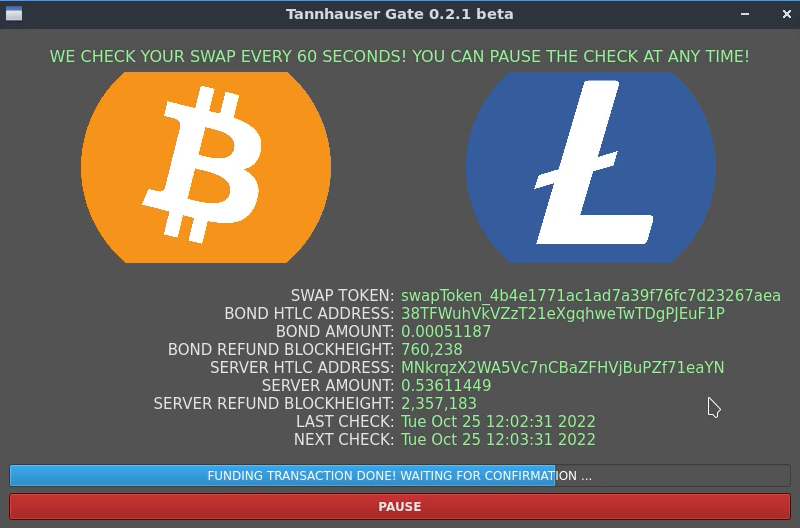 Tannhauser Gate 0.2.1 beta
WE CHECK YOUR SWAP EVERY 60 SECONDS! YOU CAN PAUSE THE CHECK AT ANY TIME!
SWAP TOKEN: swapToken_4b4e1771ac1ad7a39f76fc7d23267aea
BOND HTLC ADDRESS: 38TFWuhVkVZzT21eXgqhweTwTDgPJEuF1P
BOND AMOUNT: 0.00051187
BOND REFUND BLOCKHEIGHT: 760,238
SERVER HTLC ADDRESS: MNkrqzX2WA5Vc7nCBaZFHVjBuPZf71eaYN
SERVER AMOUNT: 0.53611449
SERVER REFUND BLOCKHEIGHT: 2,357,183
LAST CHECK: Tue Oct 25 12:02:31 2022
NEXT CHECK: Tue Oct 25 12:03:31 2022
FUNDING TRANSACTION DONE! WAITING FOR CONFIRMATION ...
PAUSE